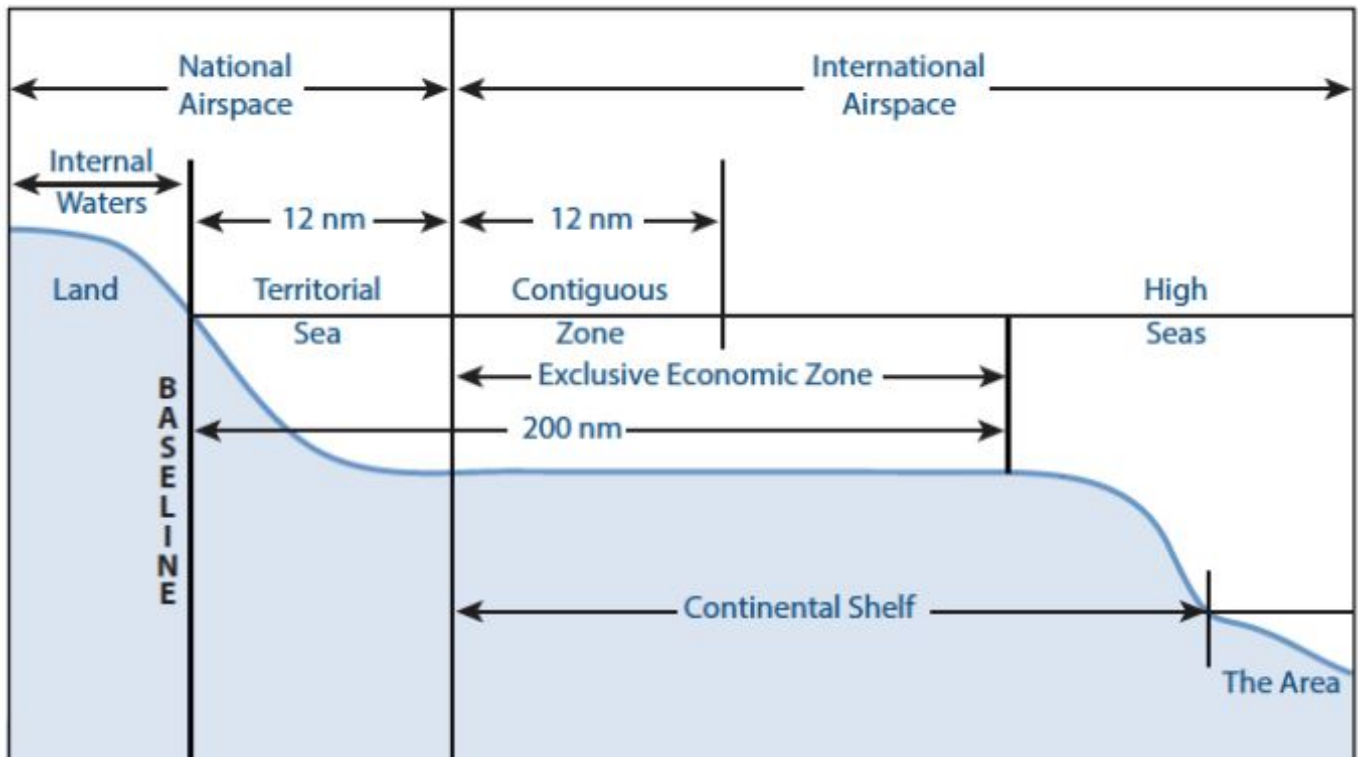 National
Airspace
International
Airspace
Internal
Waters
12 nm
12 nm
Land
Territorial
Sea
Contiguous
Zone
High
Seas
Exclusive Economic Zone
200 nm
BASELINE
Continental Shelf
The Area